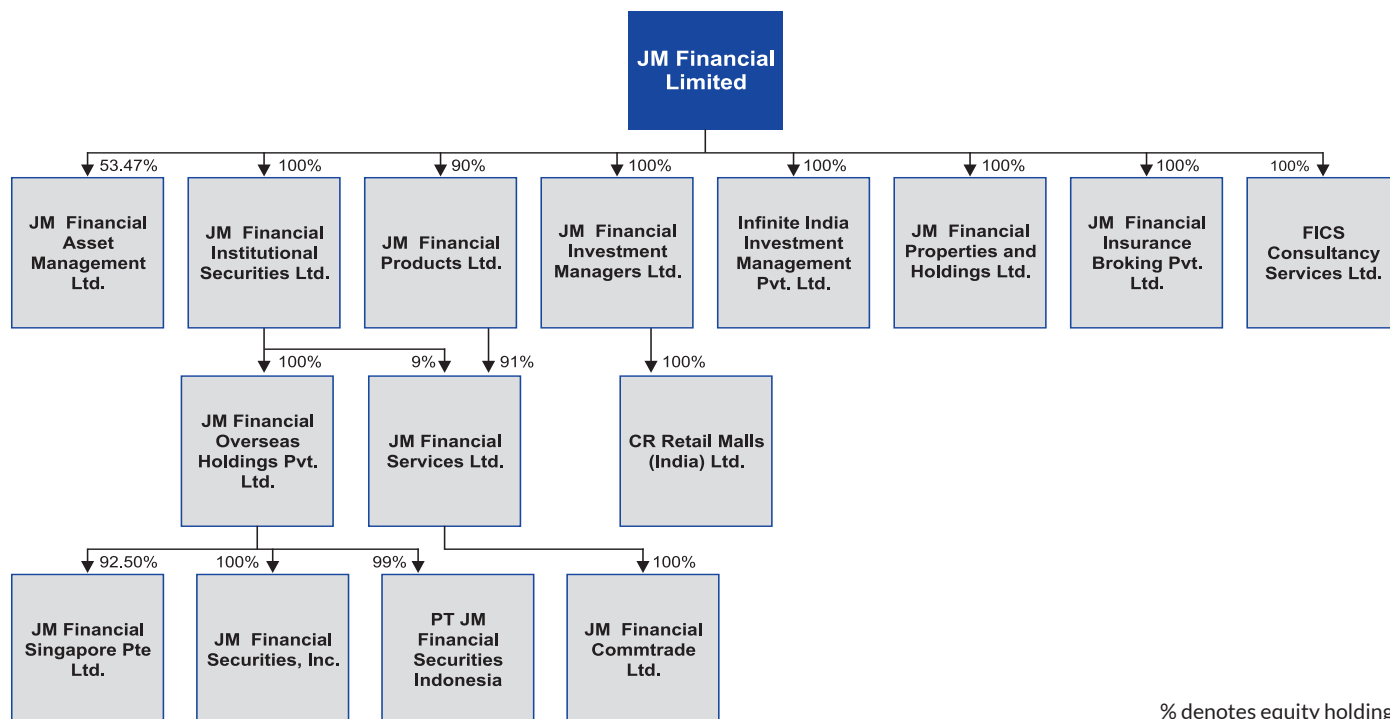 JM Financial
Limited
53.47%
100%
90%
100%
100%
100%
100%
100%
JM Financial
Asset
Management
Ltd.
JM Financial
Institutional
Securities Ltd.
JM Financial
Products Ltd.
JM Financial
Investment
Managers Ltd.
Infinite India
Investment
Management
Pvt. Ltd.
JM Financial
Properties and
Holdings Ltd.
JM Financial
Insurance
Broking Pvt.
Ltd.
FICS
Consultancy
Services Ltd.
100%
9%
91%
100%
JM Financial
Overseas
Holdings Pvt.
Ltd.
JM Financial
Services Ltd.
CR Retail Malls
(India) Ltd.
92.50%
100%
99%
100%
JM Financial
Singapore Pte
Ltd.
JM Financial
Securities, Inc.
PT JM
Financial
Securities
Indonesia
JM Financial
Commtrade
Ltd.
% denotes equity holding